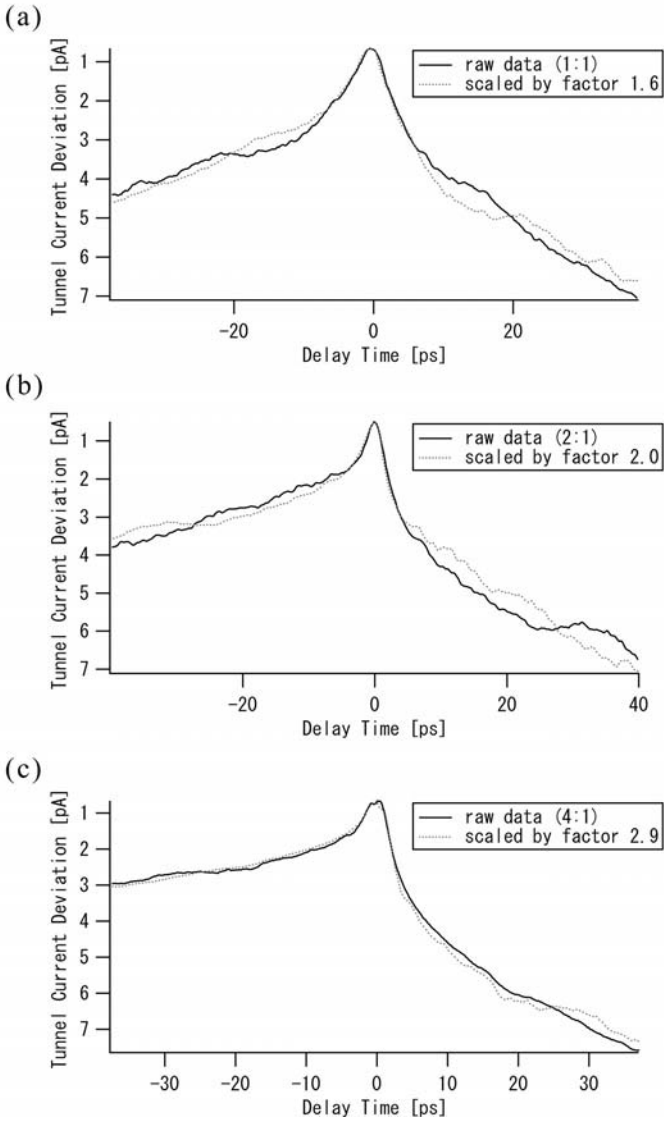 (a)
Tunnel Current Deviation [pA]
1
2
3
4
5
6
7
raw data (1:1)
scaled by factor 1.6
-20 0 20
Delay Time [ps]
(b)
Tunnel Current Deviation [pA]
1
2
3
4
5
6
7
raw data (2:1)
scaled by factor 2.0
-20 0 20 40
Delay Time [ps]
(c)
Tunnel Current Deviation [pA]
1
2
3
4
5
6
7
raw data (4:1)
scaled by factor 2.9
-30 -20 -10 0 10 20 30
Delay Time [ps]